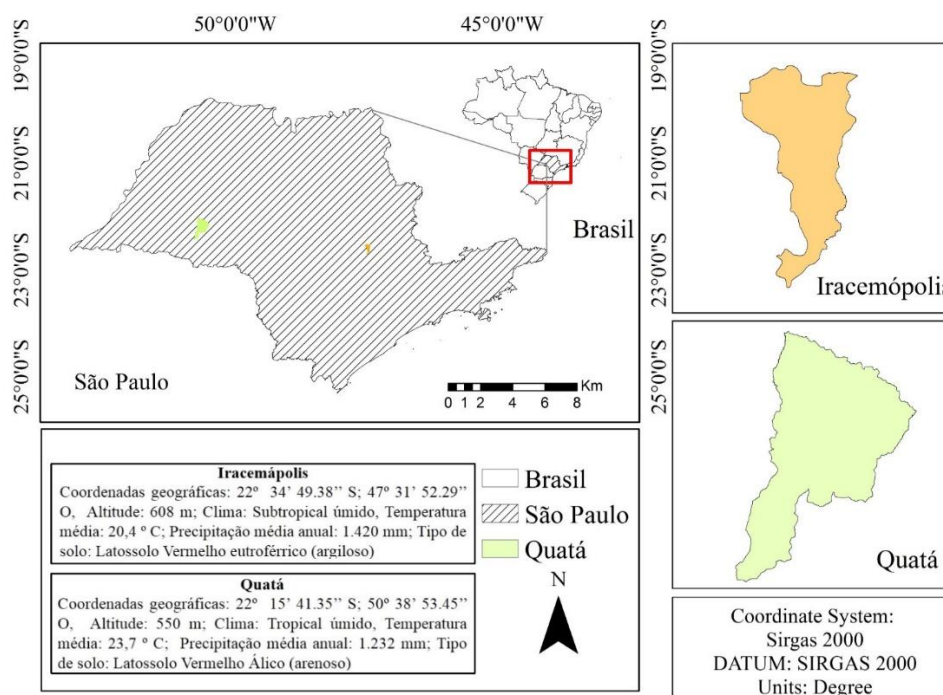 50°0'0"W 45°0'0"W
19°0'0"S
21°0'0"S
23°0'0"S
25°0'0"S
Brasil
São Paulo
Km
0 1 2 4 6 8
19°0'0"S
21°0'0"S
23°0'0"S
25°0'0"S
Iracemópolis
Quatá
Iracemápolis
Coordenadas geográficas: 22º 34’ 49.38’’ S; 47º 31’ 52.29’’
O, Altitude: 608 m; Clima: Subtropical úmido, Temperatura
média: 20,4 º C; Precipitação média anual: 1.420 mm; Tipo de
solo: Latossolo Vermelho eutroférrico (argiloso)
Quatá
Coordenadas geográficas: 22º 15’ 41.35’’ S; 50º 38’ 53.45’’
O, Altitude: 550 m; Clima: Tropical úmido, Temperatura
média: 23,7 º C; Precipitação média anual: 1.232 mm; Tipo
de solo: Latossolo Vermelho Álico (arenoso)
Brasil
São Paulo
Quatá
N
Coordinate System:
Sirgas 2000
DATUM: SIRGAS 2000
Units: Degree